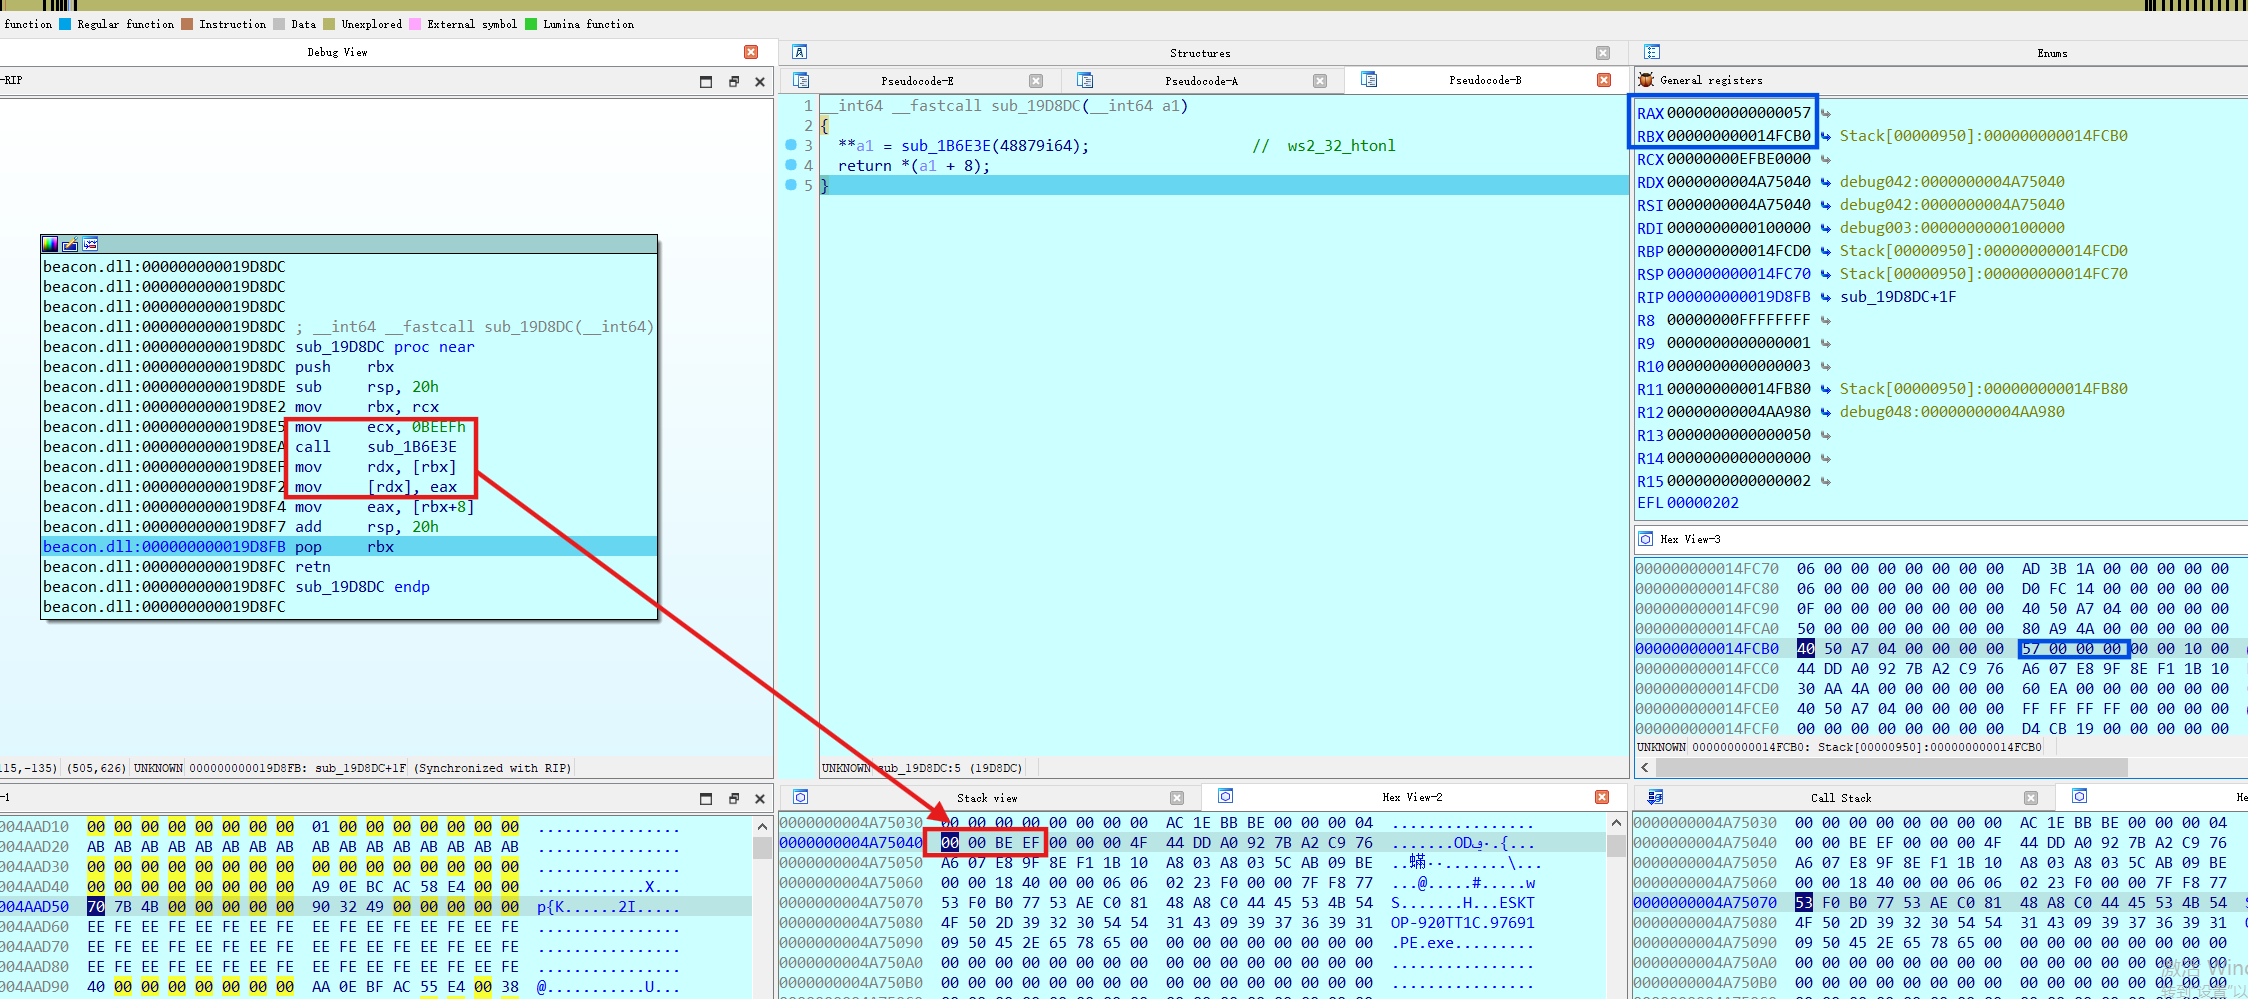 function Regular function Instruction Data Unexplored External symbol Lumina function
Debug View
-RIP
beacon.dll:000000000019D8DC
beacon.dll:000000000019D8DC
beacon.dll:000000000019D8DC
beacon.dll:000000000019D8DC ; __int64 __fastcall sub_19D8DC(__int64)
beacon.dll:000000000019D8DC sub_19D8DC proc near
beacon.dll:000000000019D8DC push rbx
beacon.dll:000000000019D8DE sub rsp, 20h
beacon.dll:000000000019D8E2 mov rbx, rcx
beacon.dll:000000000019D8E5 mov ecx, 0BEEFh
beacon.dll:000000000019D8EA call sub_1B6E3E
beacon.dll:000000000019D8EF mov rdx, [rbx]
beacon.dll:000000000019D8F2 mov [rdx], eax
beacon.dll:000000000019D8F4 mov eax, [rbx+8]
beacon.dll:000000000019D8F7 add rsp, 20h
beacon.dll:000000000019D8FB pop rbx
beacon.dll:000000000019D8FC retn
beacon.dll:000000000019D8FC sub_19D8DC endp
beacon.dll:000000000019D8FC
115,-135) (505,626) UNKNOWN 000000000019D8FB: sub_19D8DC+1F (Synchronized with RIP)
Structures
Pseudocode-E Pseudocode-A Pseudocode-B
1 __int64 __fastcall sub_19D8DC(__int64 a1)
2 {
3 **a1 = sub_1B6E3E(48879i64); // ws2_32_htonl
4 return *(a1 + 8);
5 }
UNKNOWN sub_19D8DC:5 (19D8DC)
Enums
General registers
RAX 0000000000000057
RBX 000000000014FCB0 Stack[00000950]:000000000014FCB0
RCX 00000000EFBE0000
RDX 0000000004A75040 debug042:0000000004A75040
RSI 0000000004A75040 debug042:0000000004A75040
RDI 0000000000100000 debug003:0000000000100000
RBP 000000000014FCD0 Stack[00000950]:000000000014FCD0
RSP 000000000014FC70 Stack[00000950]:000000000014FC70
RIP 000000000019D8FB sub_19D8DC+1F
R8 00000000FFFFFFFF
R9 0000000000000001
R10 0000000000000003
R11 000000000014FB80 Stack[00000950]:000000000014FB80
R12 00000000004AA980 debug048:00000000004AA980
R13 0000000000000050
R14 0000000000000000
R15 0000000000000002
EFL 00000202
Hex View-3
000000000014FC70 06 00 00 00 00 00 00 00 AD 3B 1A 00 00 00 00 00
000000000014FC80 06 00 00 00 00 00 00 00 D0 FC 14 00 00 00 00 00
000000000014FC90 0F 00 00 00 00 00 00 00 40 50 A7 04 00 00 00 00
000000000014FCA0 50 00 00 00 00 00 00 00 80 A9 4A 00 00 00 00 00
000000000014FCB0 40 50 A7 04 00 00 00 00 57 00 00 00 00 00 10 00
000000000014FCC0 44 DD A0 92 7B A2 C9 76 A6 07 E8 9F 8E F1 1B 10
000000000014FCD0 30 AA 4A 00 00 00 00 00 60 EA 00 00 00 00 00 00
000000000014FCE0 40 50 A7 04 00 00 00 00 FF FF FF FF 00 00 00 00
000000000014FCF0 00 00 00 00 00 00 00 00 D4 CB 19 00 00 00 00 00
UNKNOWN 000000000014FCB0: Stack[00000950]:000000000014FCB0
-1
004AAD10 00 00 00 00 00 00 00 00 01 00 00 00 00 00 00 00 ................
004AAD20 AB AB AB AB AB AB AB AB AB AB AB AB AB AB AB AB ................
004AAD30 00 00 00 00 00 00 00 00 00 00 00 00 00 00 00 00 ................
004AAD40 00 00 00 00 00 00 00 00 A9 0E BC AC 58 E4 00 00 ............X...
004AAD50 70 7B 4B 00 00 00 00 00 90 32 49 00 00 00 00 00 p{K......2I.....
004AAD60 EE FE EE FE EE FE EE FE EE FE EE FE EE FE EE FE ................
004AAD70 EE FE EE FE EE FE EE FE EE FE EE FE EE FE EE FE ................
004AAD80 EE FE EE FE EE FE EE FE EE FE EE FE EE FE EE FE ................
004AAD90 40 00 00 00 00 00 00 00 AA 0E BF AC 55 E4 00 38 @...........U...
Stack view Hex View-2
0000000004A75030 00 00 00 00 00 00 00 00 AC 1E BB BE 00 00 00 04 ................
0000000004A75040 00 00 BE EF 00 00 00 4F 44 DD A0 92 7B A2 C9 76
0000000004A75050 A6 07 E8 9F 8E F1 1B 10 A8 03 A8 03 5C AB 09 BE
0000000004A75060 00 00 18 40 00 00 06 06 02 23 F0 00 00 7F F8 77 ...@.....#.....w
0000000004A75070 53 F0 B0 77 53 AE C0 81 48 A8 C0 44 45 53 4B 54 S.......H...ESKT
0000000004A75080 4F 50 2D 39 32 30 54 54 31 43 09 39 37 36 39 31 OP-920TT1C.97691
0000000004A75090 09 50 45 2E 65 78 65 00 00 00 00 00 00 00 00 00 .PE.exe.........
0000000004A750A0 00 00 00 00 00 00 00 00 00 00 00 00 00 00 00 00 ................
0000000004A750B0 00 00 00 00 00 00 00 00 00 00 00 00 00 00 00 00 ................
Call Stack He
0000000004A75030 00 00 00 00 00 00 00 00 AC 1E BB BE 00 00 00 04
0000000004A75040 00 00 BE EF 00 00 00 4F 44 DD A0 92 7B A2 C9 76
0000000004A75050 A6 07 E8 9F 8E F1 1B 10 A8 03 A8 03 5C AB 09 BE
0000000004A75060 00 00 18 40 00 00 06 06 02 23 F0 00 00 7F F8 77
0000000004A75070 53 F0 B0 77 53 AE C0 81 48 A8 C0 44 45 53 4B 54
0000000004A75080 4F 50 2D 39 32 30 54 54 31 43 09 39 37 36 39 31
0000000004A75090 09 50 45 2E 65 78 65 00 00 00 00 00 00 00 00 00
0000000004A750A0 00 00 00 00 00 00 00 00 00 00 00 00 00 00 00 00
0000000004A750B0 00 00 00 00 00 00 00 00 00 00 00 00 00 00 00 00
激活 Win
转到"设置"以